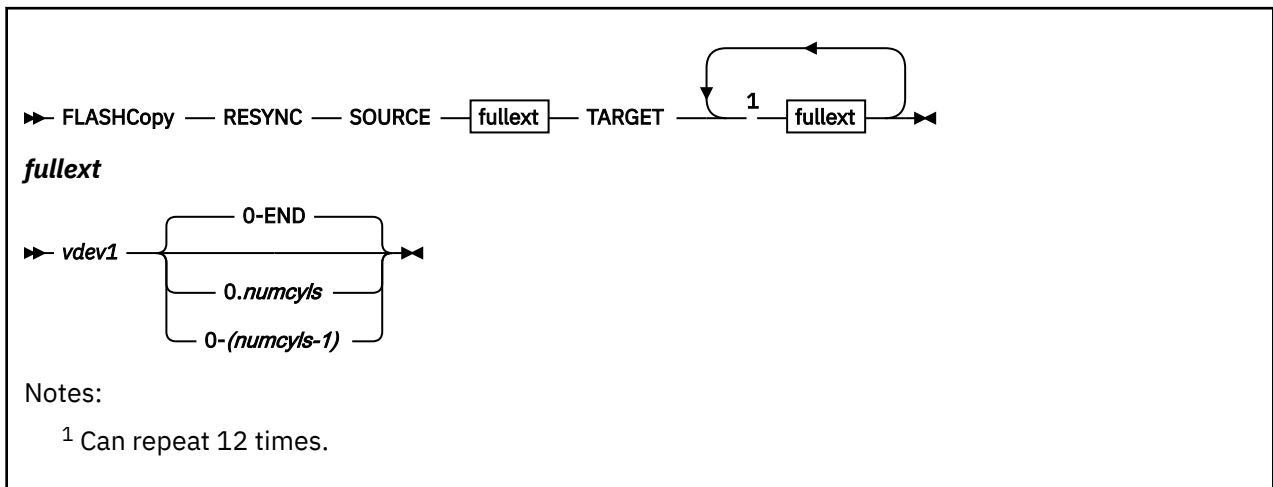 1
FLASHCopy RESYNC SOURCE fullext TARGET fullext
fullext
0-END
vdev1
0.numcyls
0-(numcyls-1)
Notes:
1 Can repeat 12 times.